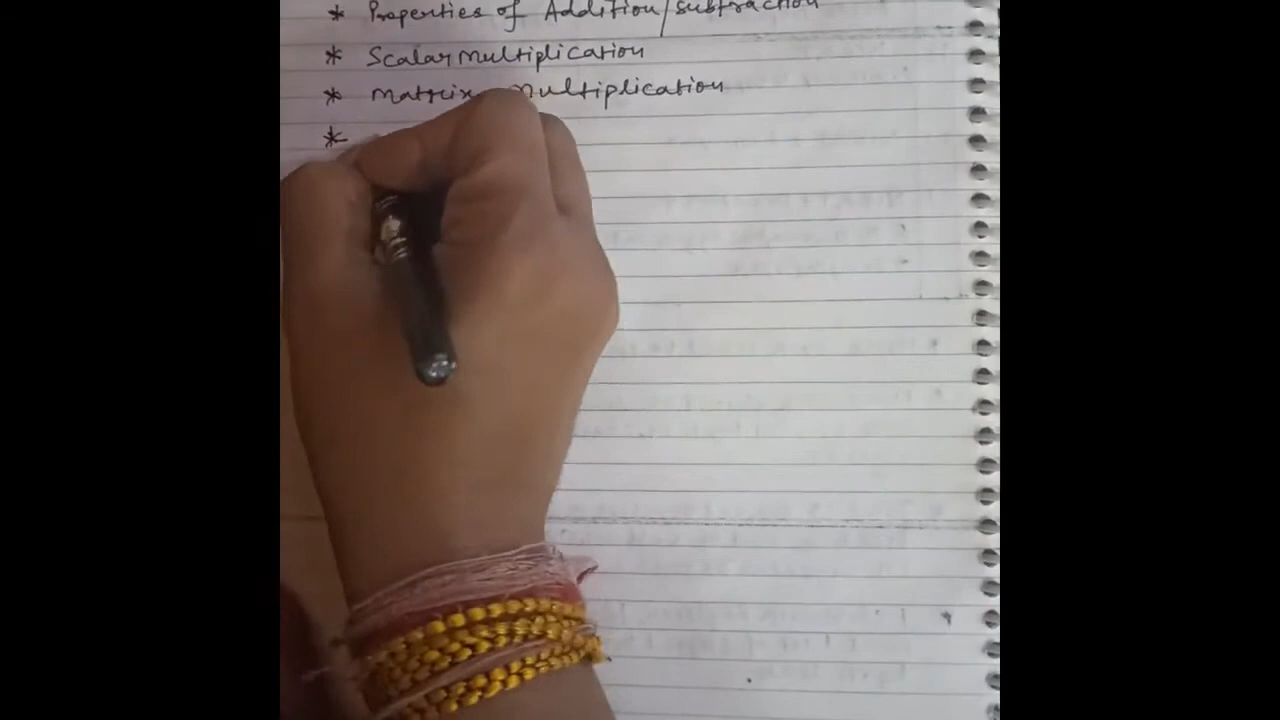 * Properties of Addition/subtraction
* Scalar multiplication
* Matrix multiplication
*